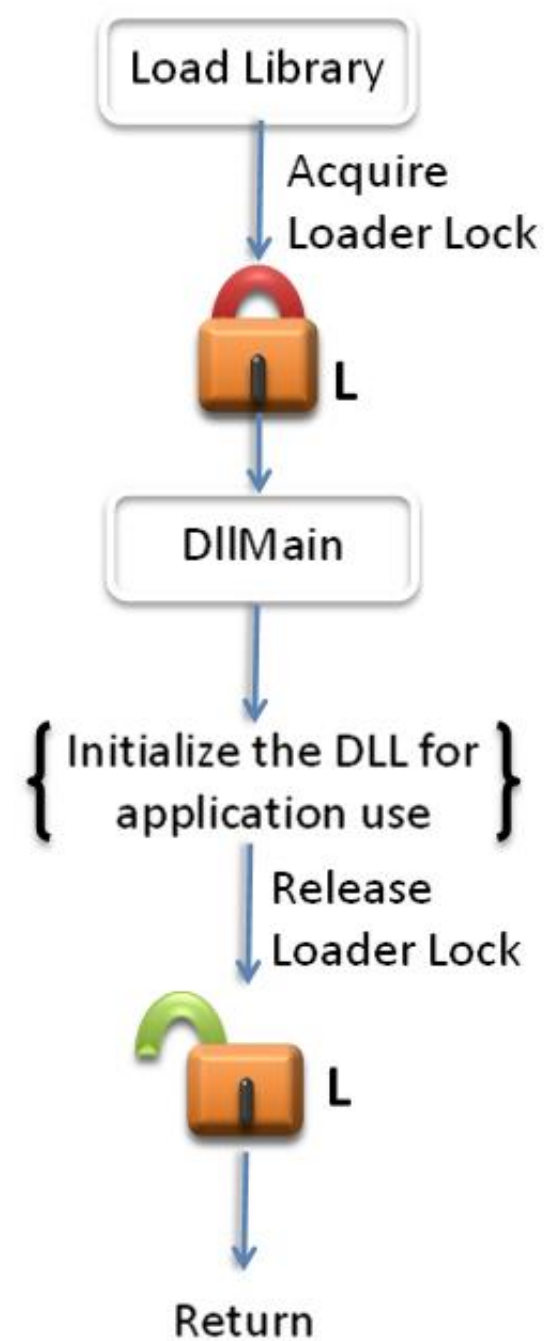 Load Library
Acquire
Loader Lock
L
DllMain
{ Initialize the DLL for }
application use
Release
Loader Lock
L
Return